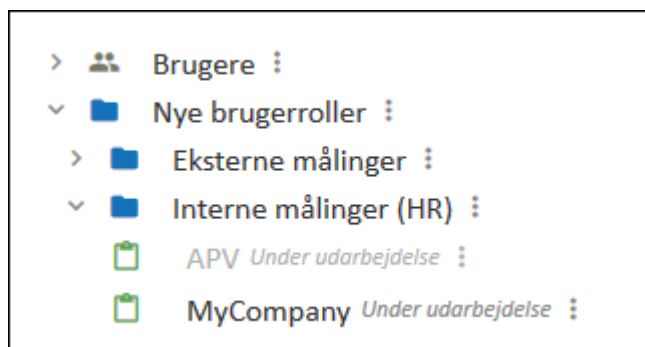 Brugere
Nye brugerroller
Eksterne målinger
Interne målinger (HR)
APV Under udarbejdelse
MyCompany Under udarbejdelse